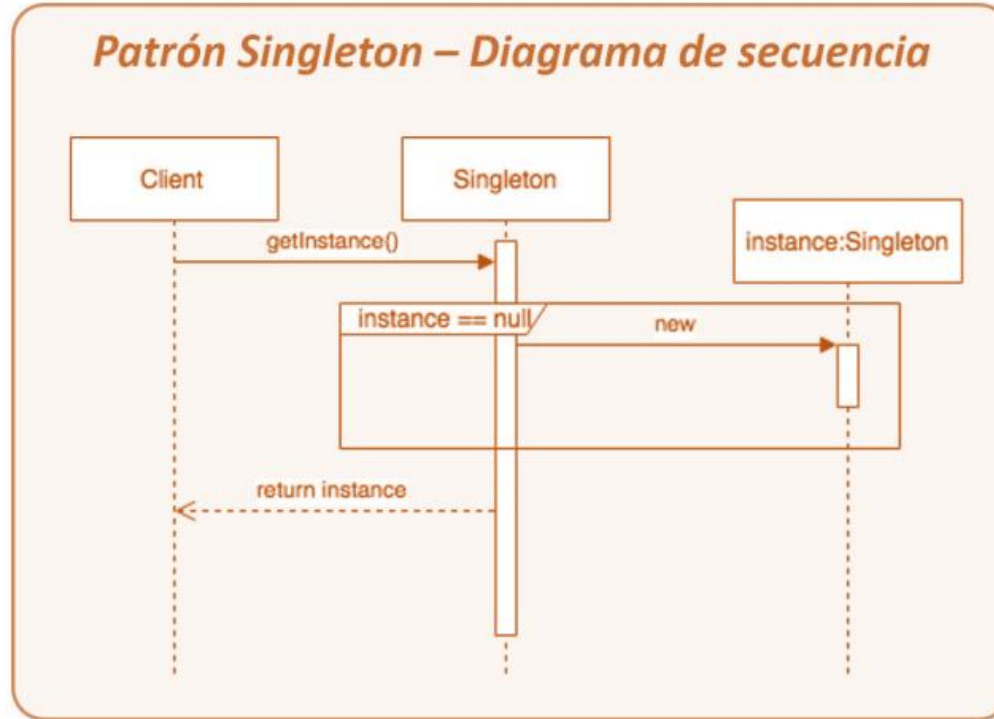 Patrón Singleton – Diagrama de secuencia
Client
Singleton
instance:Singleton
getInstance()
instance == null
new
return instance